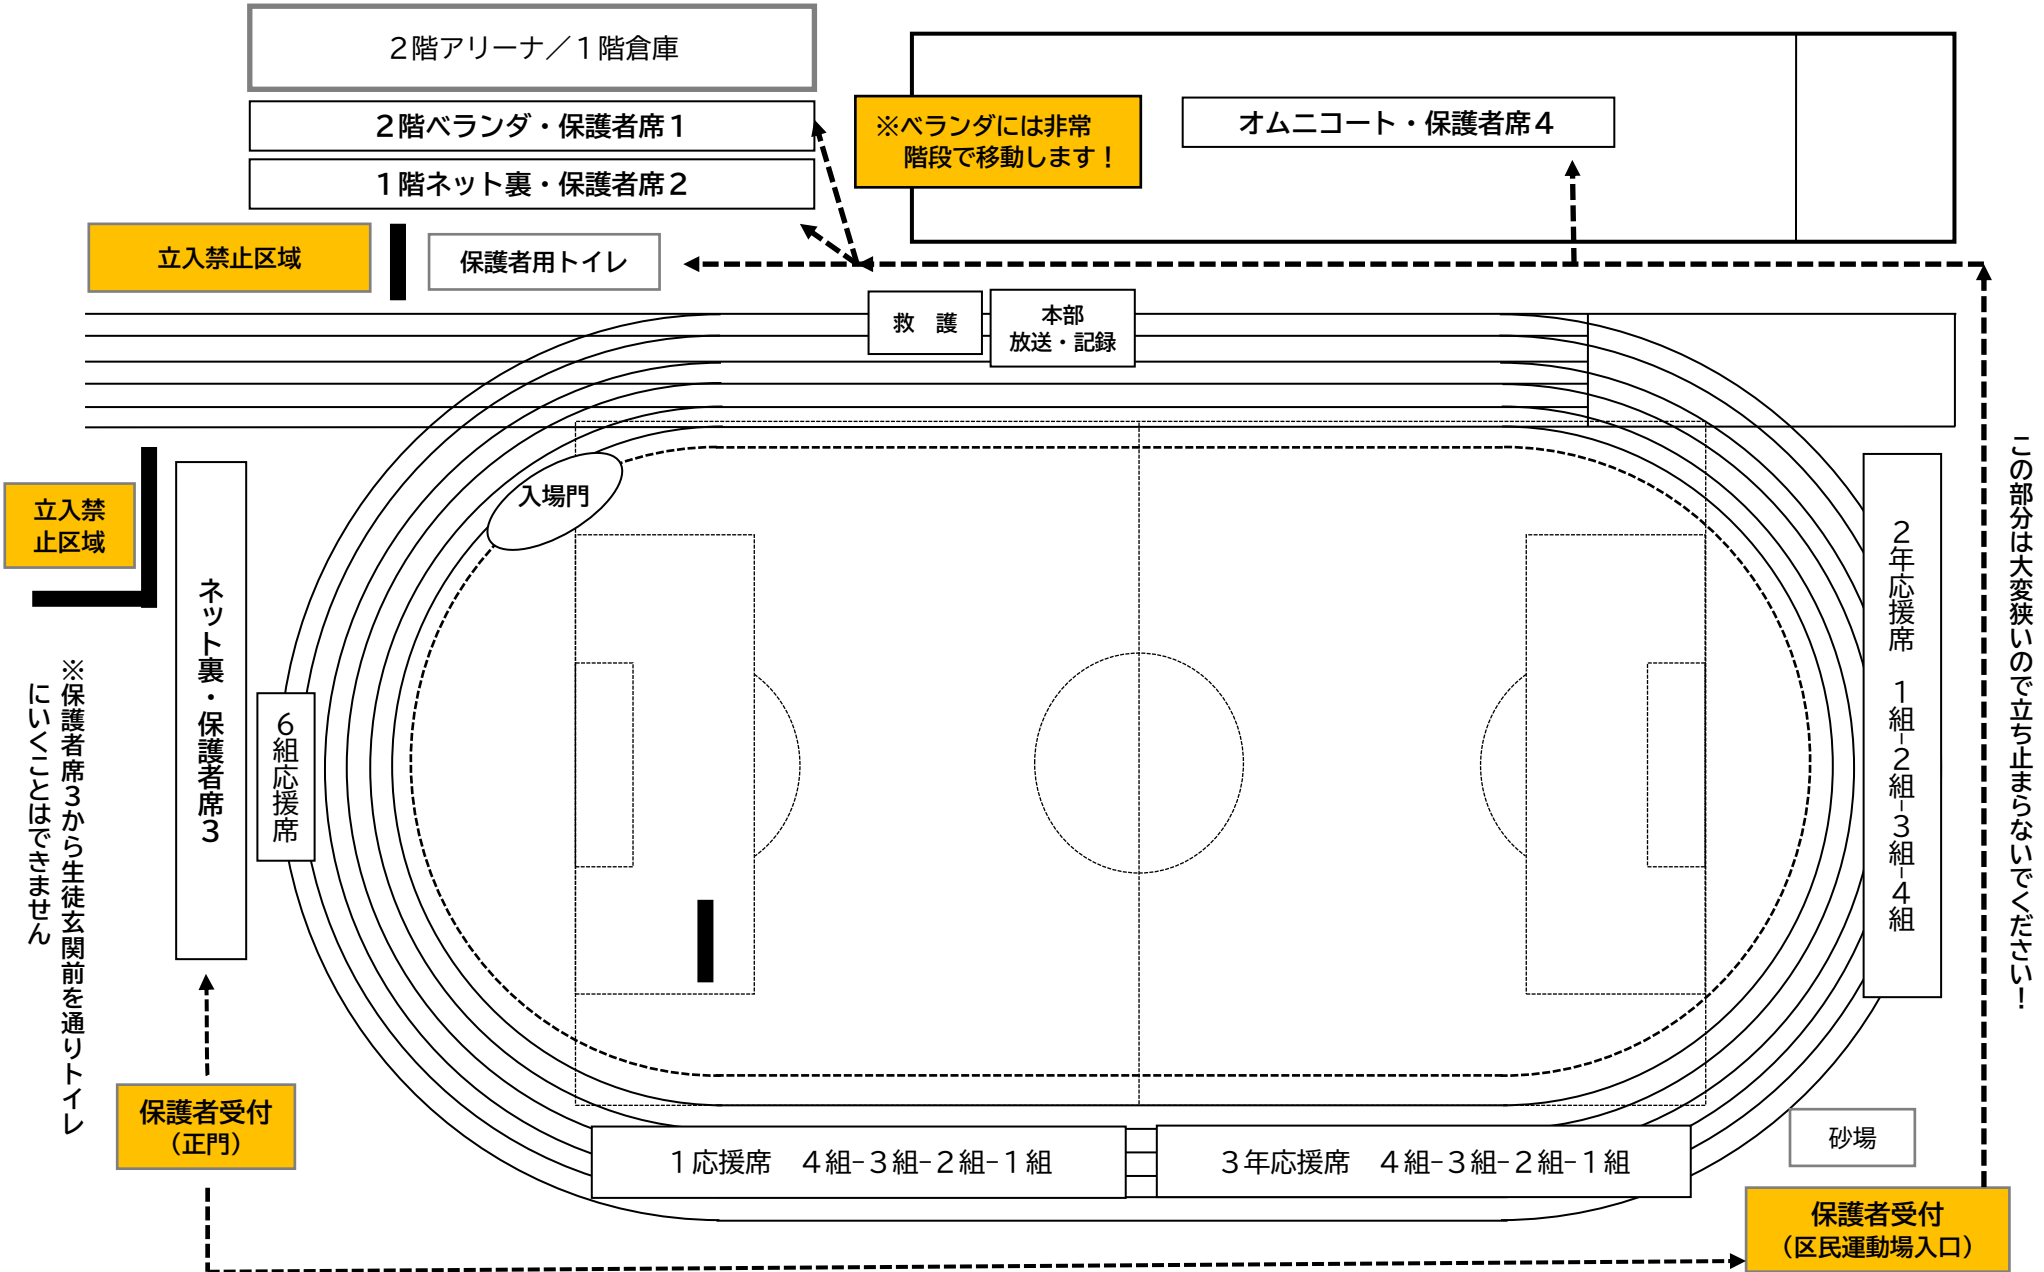 ２階アリーナ／１階倉庫
２階ベランダ・保護者席１
１階ネット裏・保護者席２
※ベランダには非常
階段で移動します！
オムニコート・保護者席４
立入禁止区域
保護者用トイレ
救　護
本部
放送・記録
入場門
立入禁
止区域
ネット裏・保護者席３
６組応援席
２年応援席　１組-２組-３組-４組
この部分は大変狭いので立ち止まらないでください！
※保護者席３から生徒玄関前を通りトイレ
にいくことはできません
保護者受付
（正門）
１応援席　４組-３組-２組-１組
３年応援席　４組-３組-２組-１組
砂場
保護者受付
（区民運動場入口）